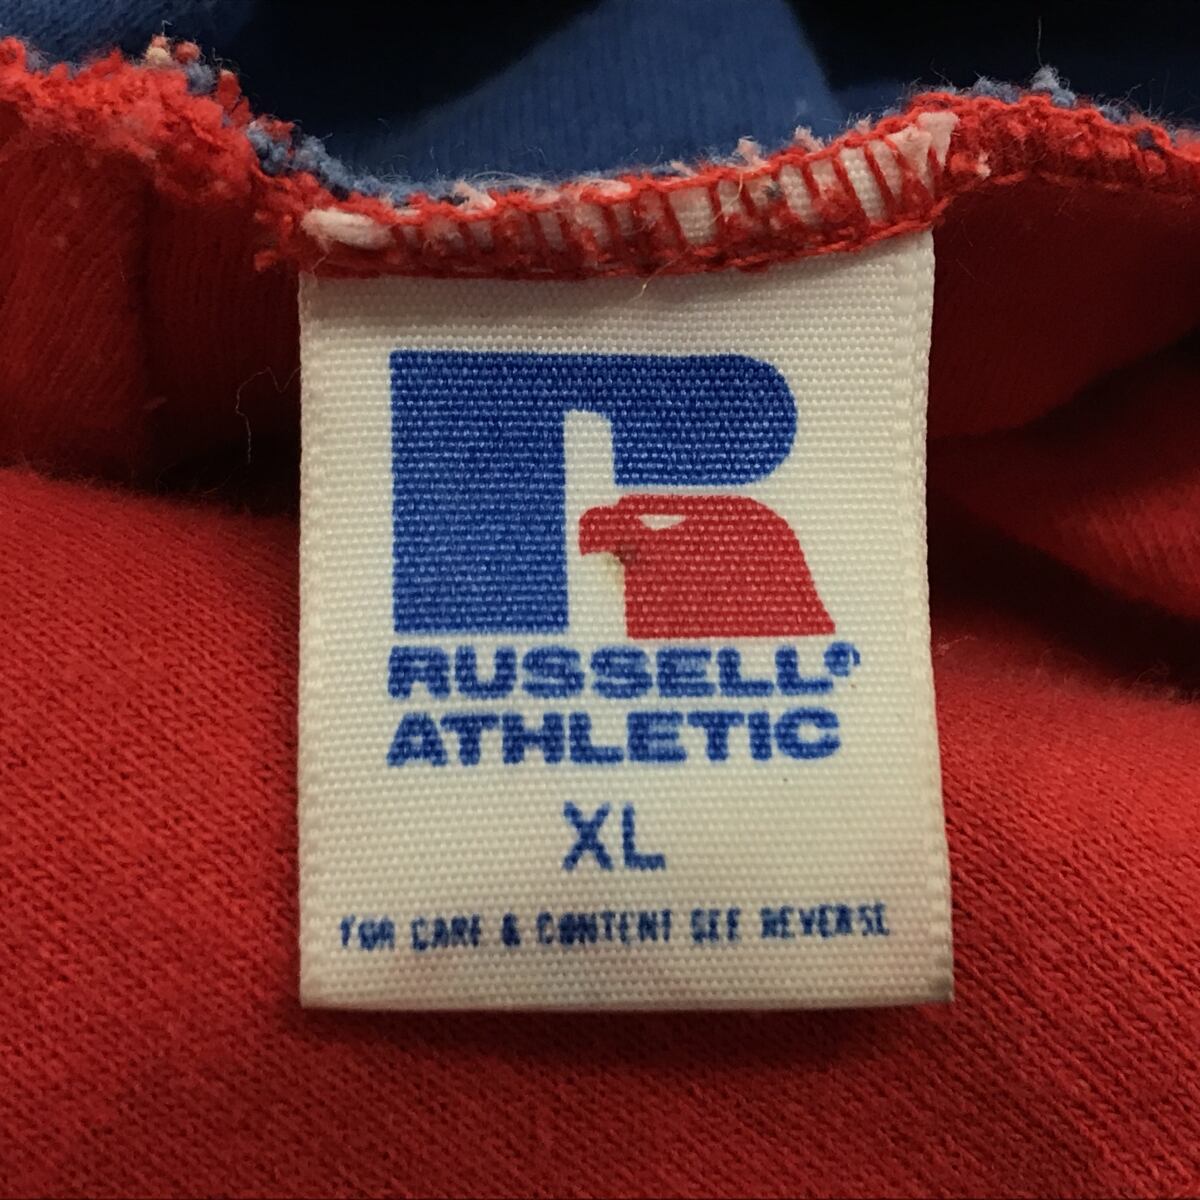 RUSSELL®
ATHLETIC
XL
FOR CARE & CONTENT SEE REVERSE